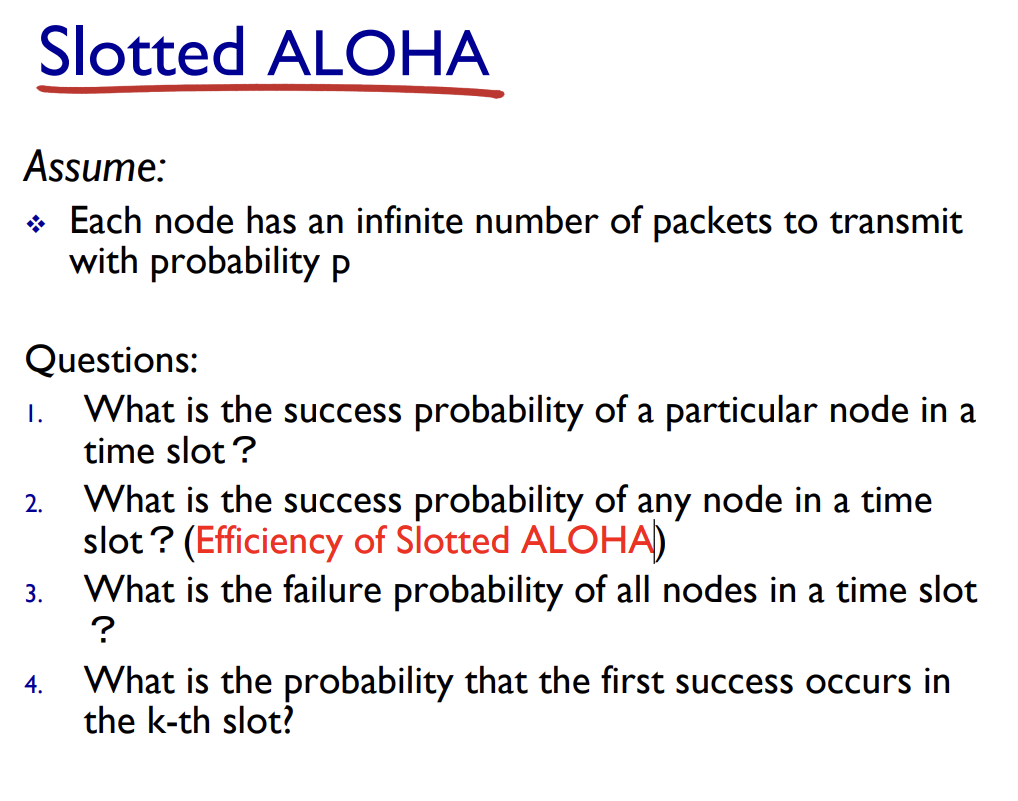 Slotted ALOHA
Assume:
❖ Each node has an infinite number of packets to transmit
with probability p
Questions:
1. What is the success probability of a particular node in a
time slot？
2. What is the success probability of any node in a time
slot？(Efficiency of Slotted ALOHA)
3. What is the failure probability of all nodes in a time slot
？
4. What is the probability that the first success occurs in
the k-th slot?